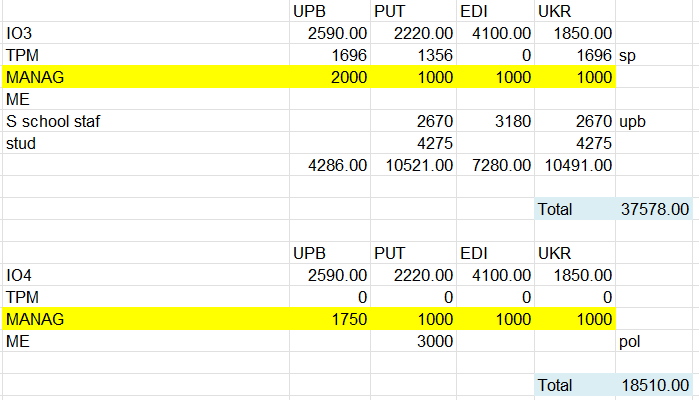 UPB PUT EDI UKR
IO3 2590.00 2220.00 4100.00 1850.00
TPM 1696 1356 0 1696 sp
MANAG 2000 1000 1000 1000
ME
S school staf 2670 3180 2670 upb
stud 4275 4275
4286.00 10521.00 7280.00 10491.00
Total 37578.00
UPB PUT EDI UKR
IO4 2590.00 2220.00 4100.00 1850.00
TPM 0 0 0 0
MANAG 1750 1000 1000 1000
ME 3000 pol
Total 18510.00